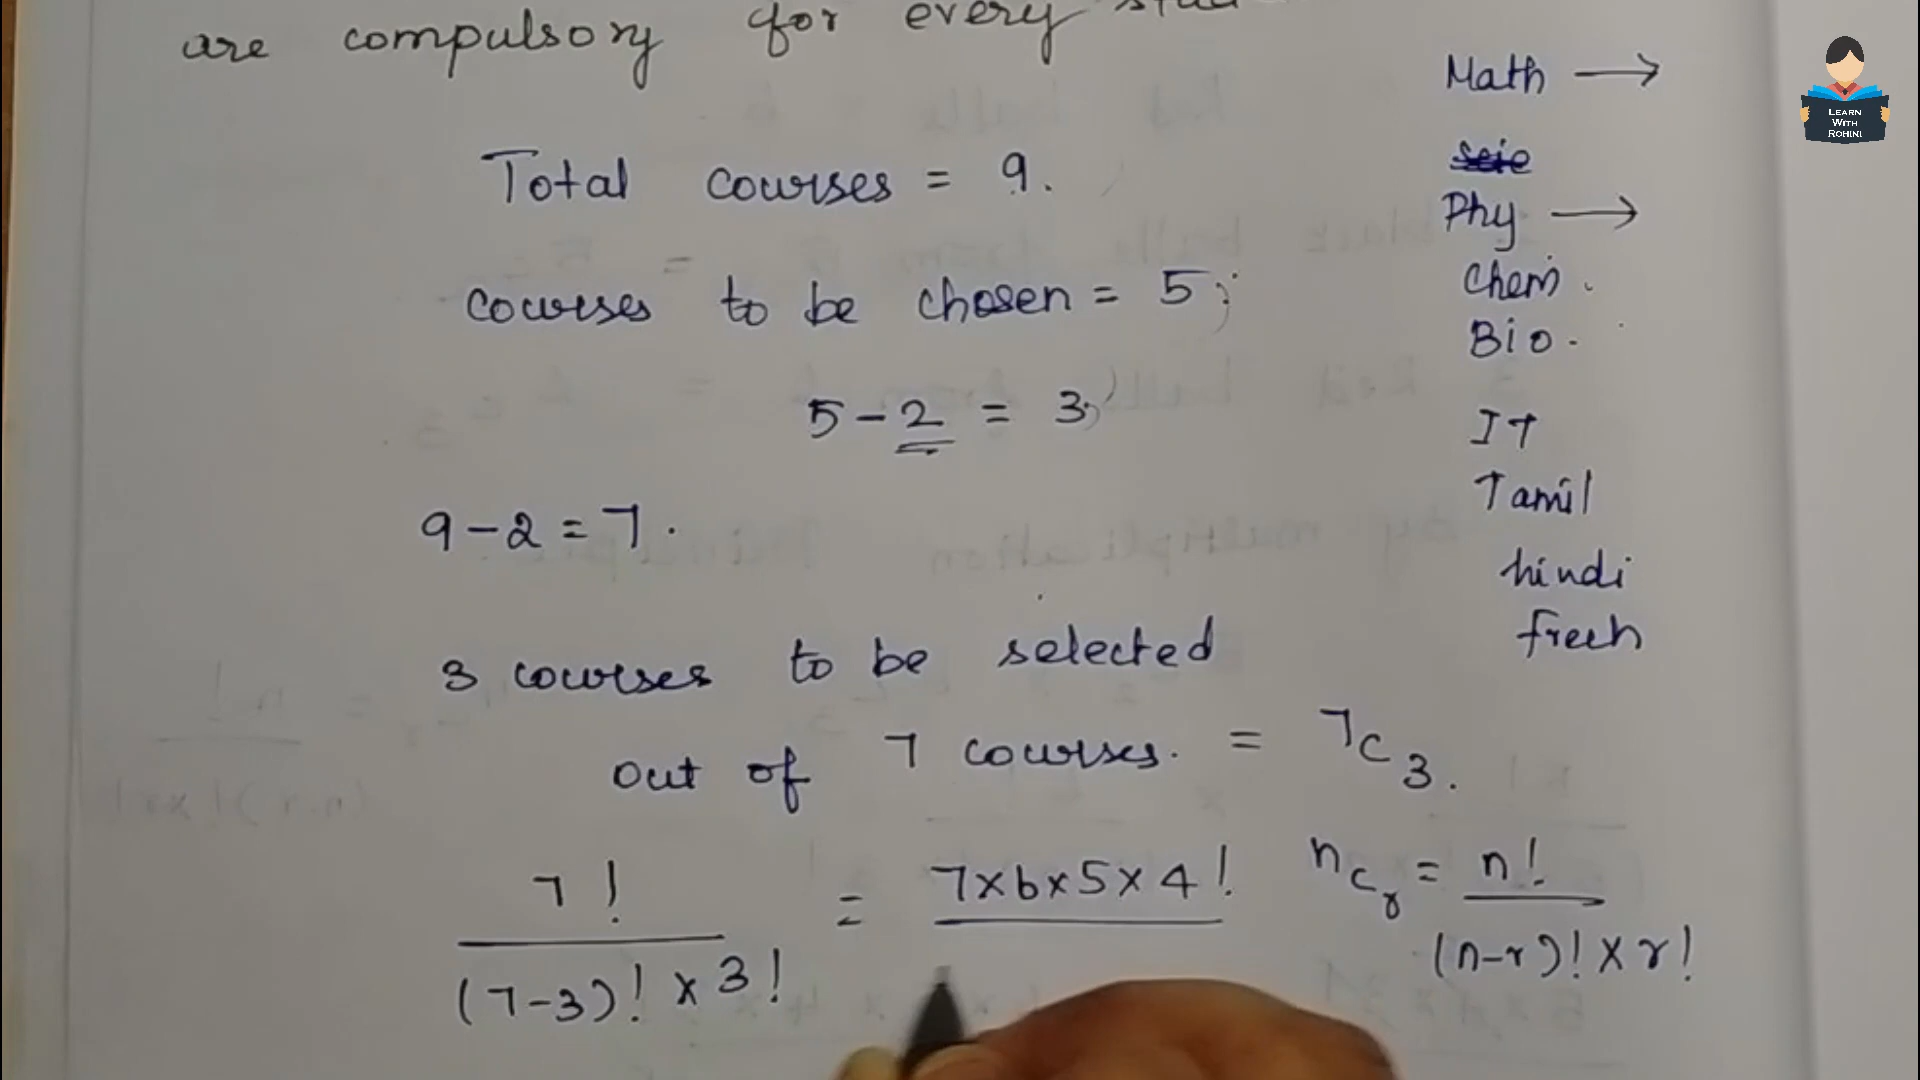 are compulsory for every stud
Total courses = 9.
courses to be chosen = 5;
5 - 2 = 3,
9 - 2 = 7.
3 courses to be selected
out of 7 courses. = 7C3.
7! / (7-3)! × 3! = 7×6×5×4!
nCr = n! / (n-r)! × r!
Math →
Phy →
Chem.
Bio.
IT
Tamil
hindi
frech
LEARN
WITH
ROHINI